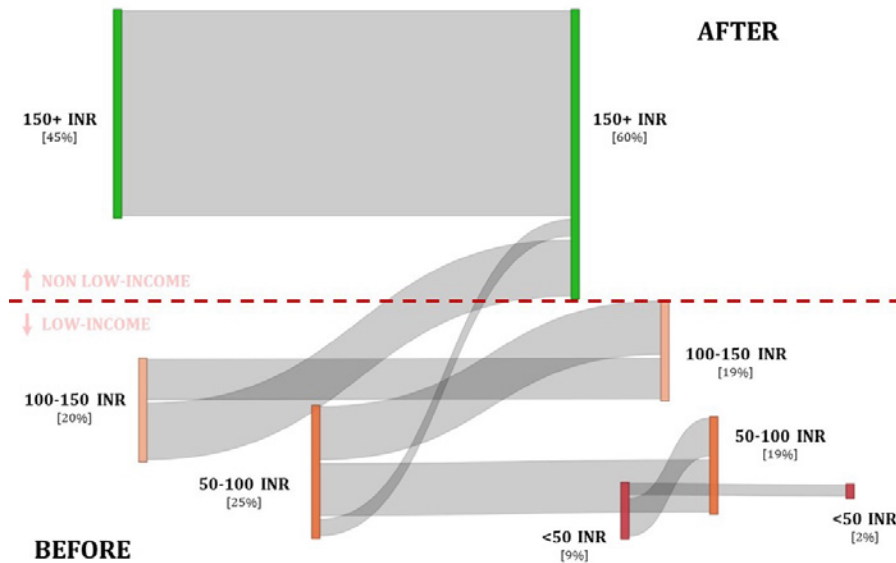 AFTER
150+ INR
[45%]
150+ INR
[60%]
NON LOW-INCOME
LOW-INCOME
100-150 INR
[19%]
100-150 INR
[20%]
50-100 INR
[19%]
50-100 INR
[25%]
<50 INR
[2%]
<50 INR
[9%]
BEFORE